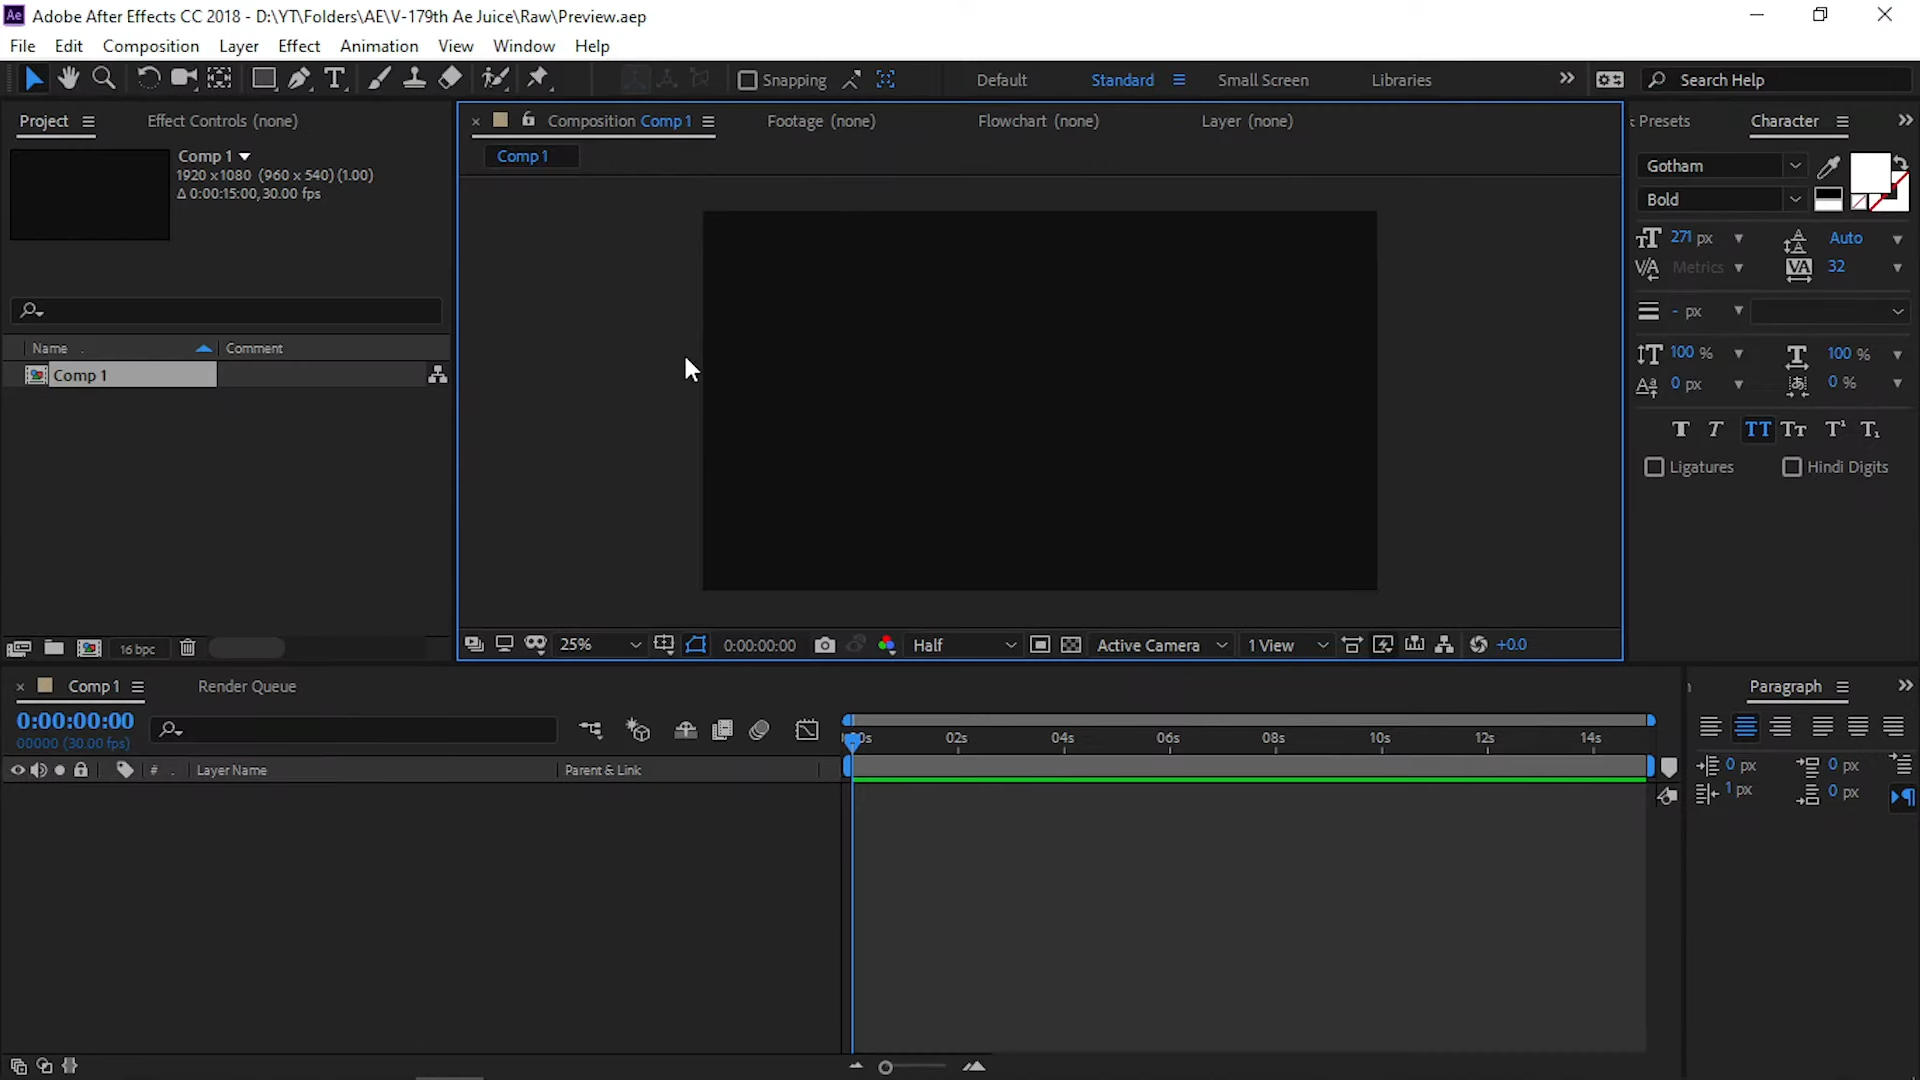 Ae Adobe After Effects CC 2018 - D:\YT\Folders\AE\V-179th Ae Juice\Raw\Preview.aep
File Edit Composition Layer Effect Animation View Window Help
Snapping Default Standard Small Screen Libraries Search Help
Project Effect Controls (none)
Comp 1
1920 x1080 (960 x 540) (1.00)
Δ 0:00:15:00, 30.00 fps
Name Comment
Comp 1
16 bpc
Composition Comp 1 Footage (none) Flowchart (none) Layer (none)
Comp 1
25% 0:00:00:00 Half Active Camera 1 View +0.0
Presets Character
Gotham
Bold
271 px Auto
Metrics 32
- px
100 % 100 %
0 px 0 %
Ligatures Hindi Digits
Comp 1 Render Queue
0:00:00:00
00000 (30.00 fps)
# Layer Name Parent & Link
02s 04s 06s 08s 10s 12s 14s
Paragraph
0 px 0 px
1 px 0 px